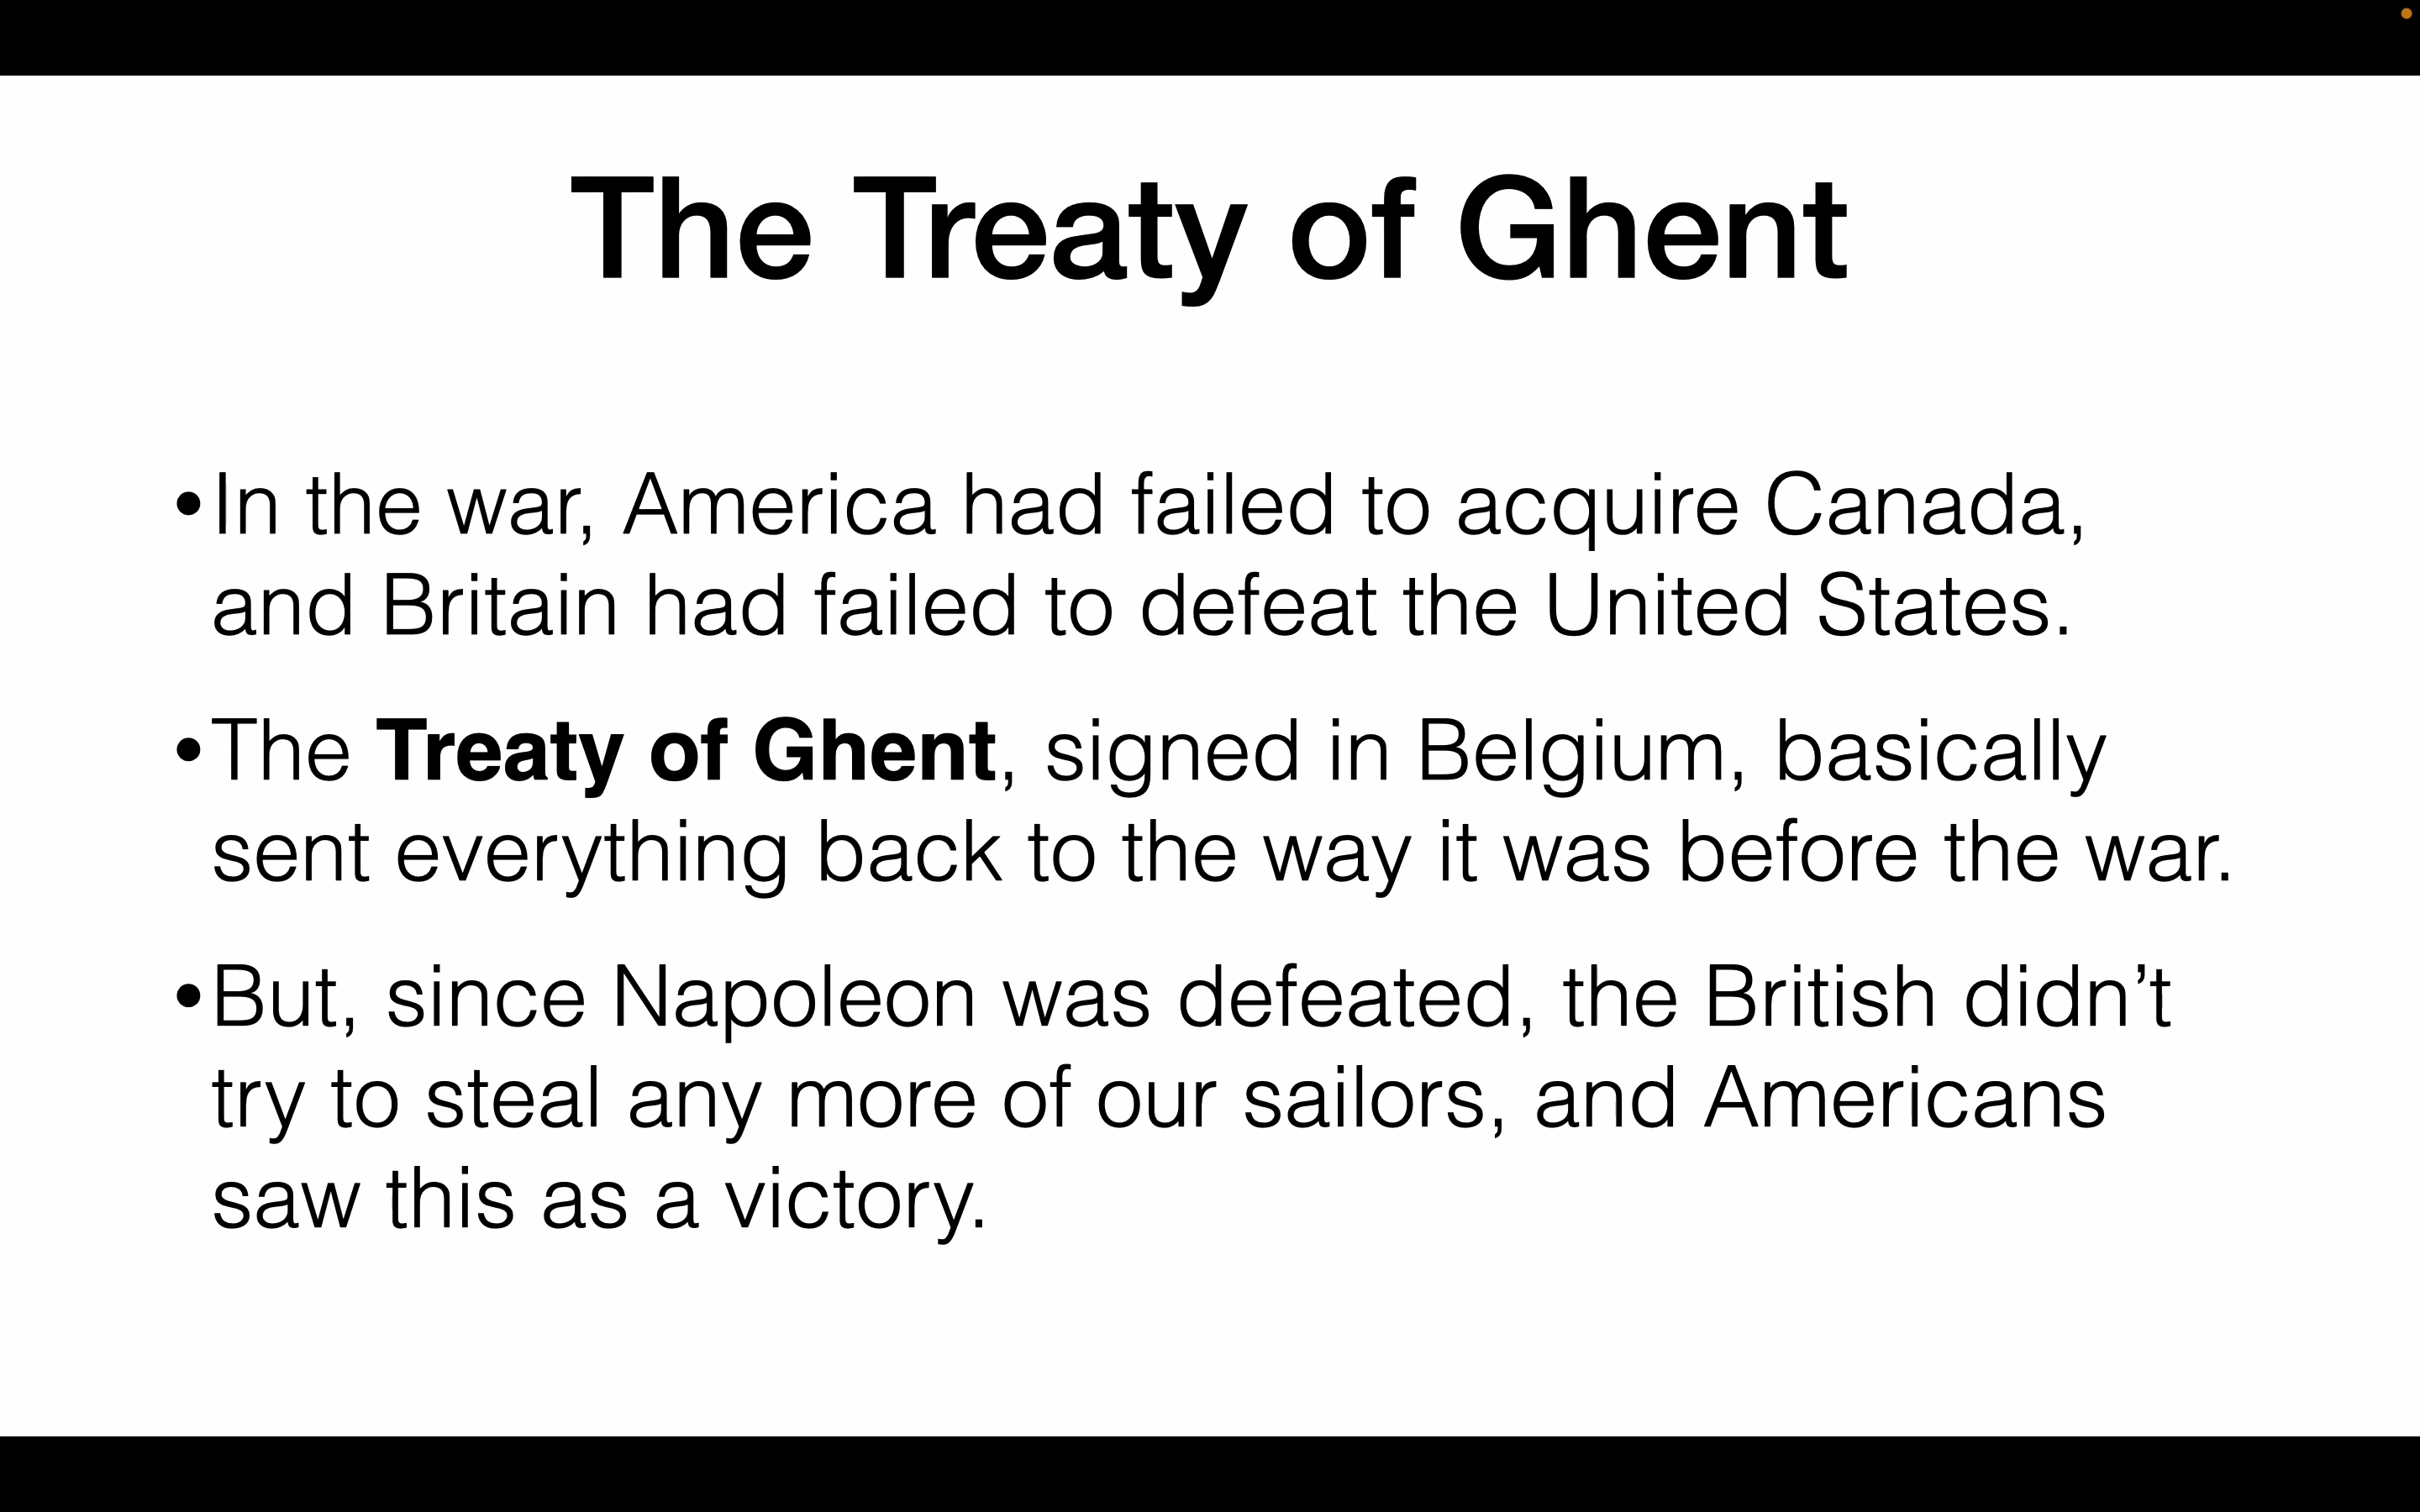 The Treaty of Ghent
•In the war, America had failed to acquire Canada,
and Britain had failed to defeat the United States.
•The Treaty of Ghent, signed in Belgium, basically
sent everything back to the way it was before the war.
•But, since Napoleon was defeated, the British didn’t
try to steal any more of our sailors, and Americans
saw this as a victory.